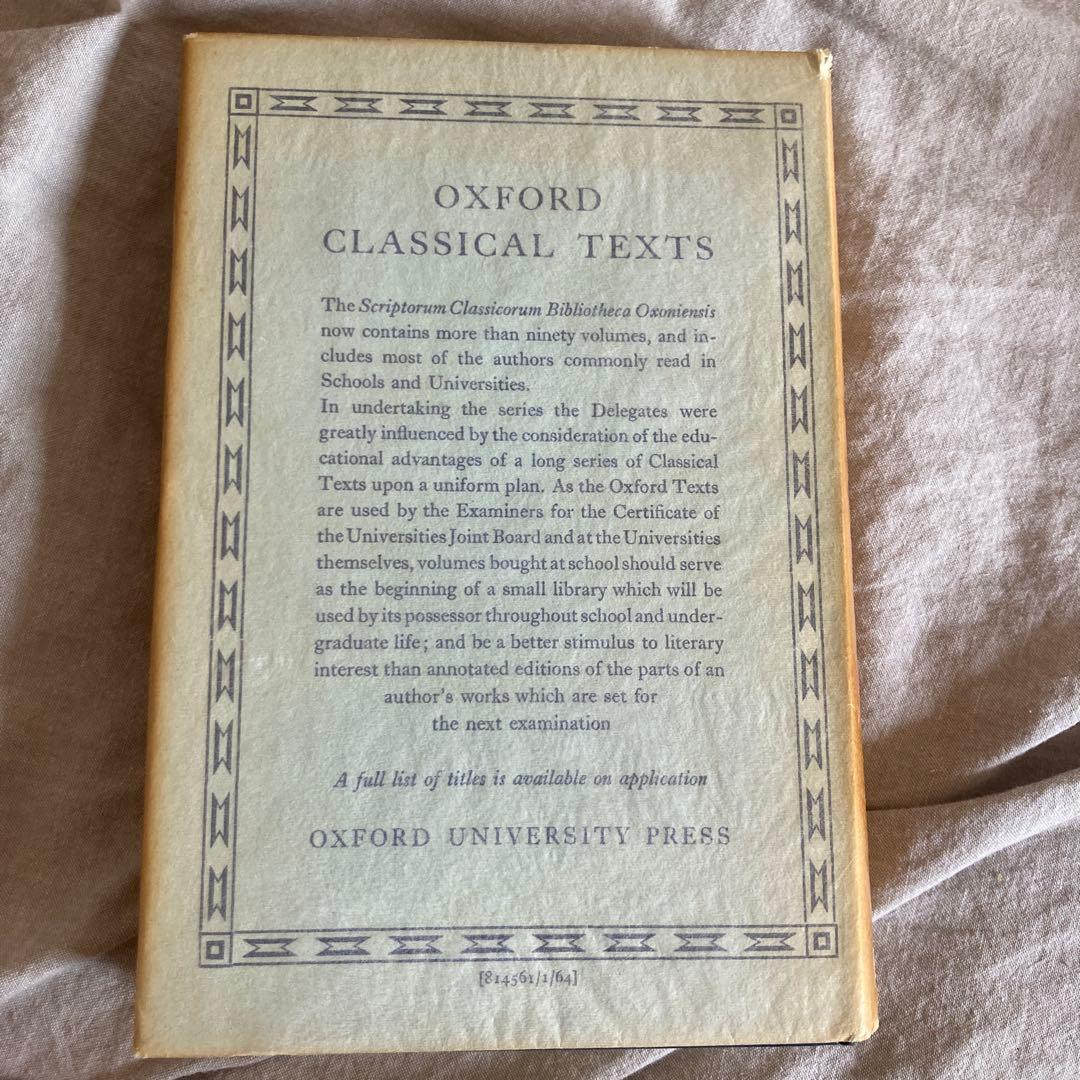 OXFORD
CLASSICAL TEXTS
The Scriptorum Classicorum Bibliotheca Oxoniensis
now contains more than ninety volumes, and in-
cludes most of the authors commonly read in
Schools and Universities.
In undertaking the series the Delegates were
greatly influenced by the consideration of the edu-
cational advantages of a long series of Classical
Texts upon a uniform plan. As the Oxford Texts
are used by the Examiners for the Certificate of
the Universities Joint Board and at the Universities
themselves, volumes bought at school should serve
as the beginning of a small library which will be
used by its possessor throughout school and under-
graduate life; and be a better stimulus to literary
interest than annotated editions of the parts of an
author's works which are set for
the next examination
A full list of titles is available on application
OXFORD UNIVERSITY PRESS
[814561/1/64]